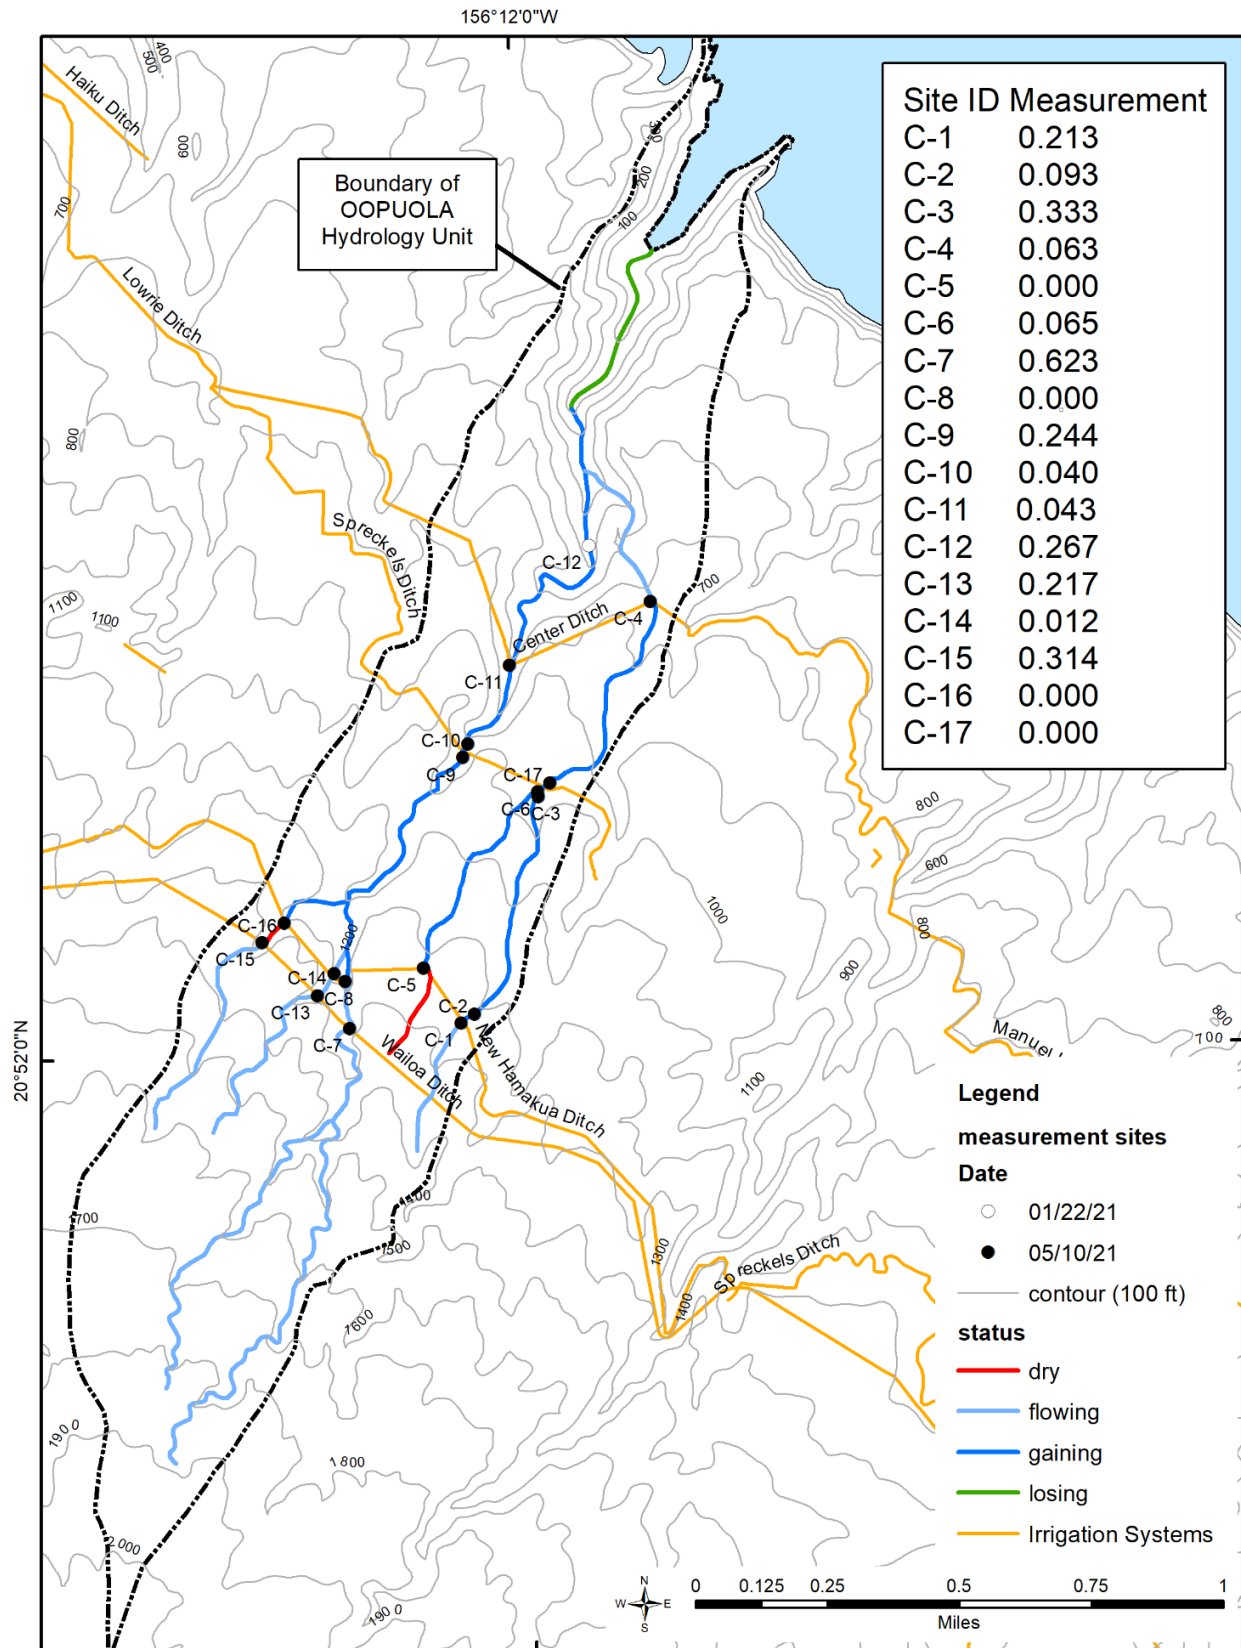 156°12'0"W
Haiku Ditch
400
500
600
300
200
100
700
Boundary of
OOPUOLA
Hydrology Unit
Site ID Measurement
C-1 0.213
C-2 0.093
C-3 0.333
C-4 0.063
C-5 0.000
C-6 0.065
C-7 0.623
C-8 0.000
C-9 0.244
C-10 0.040
C-11 0.043
C-12 0.267
C-13 0.217
C-14 0.012
C-15 0.314
C-16 0.000
C-17 0.000
Lowrie Ditch
800
Spreckels Ditch
C-12
700
1100
1100
Center Ditch
C-4
C-11
C-10
C-9
C-17
C-6
C-3
800
600
1000
800
900
C-16
1200
C-15
C-14
C-5
C-8
C-13
C-2
C-7
C-1
New Hamakua Ditch
Wailoa Ditch
20°52'0"N
800
700
Manuel
1100
1400
1700
1500
1300
Spreckels Ditch
1400
1600
1900
1800
2000
1900
Legend
measurement sites
Date
01/22/21
05/10/21
contour (100 ft)
status
dry
flowing
gaining
losing
Irrigation Systems
N
W E
S
0 0.125 0.25 0.5 0.75 1
Miles